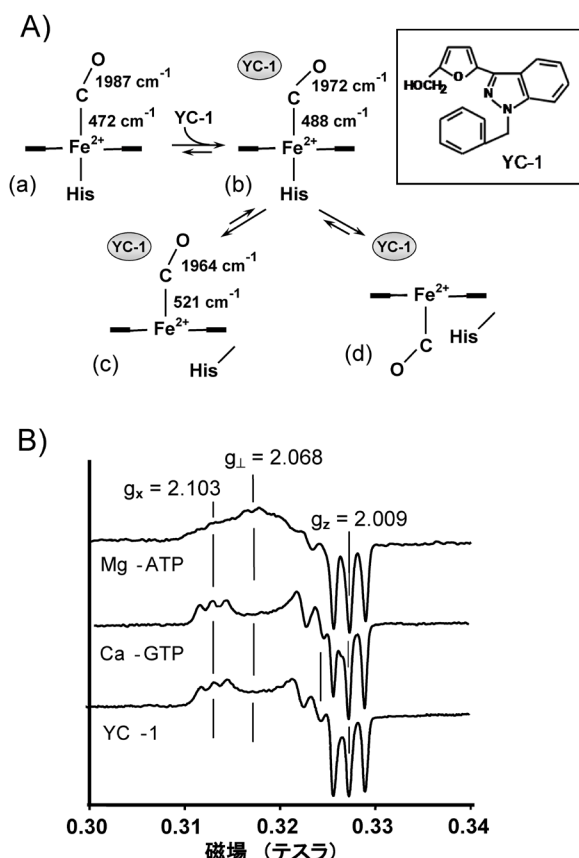 A)
O
1987 cm⁻¹
C
472 cm⁻¹
Fe²⁺
His
(a)
YC-1
YC-1
O
1972 cm⁻¹
C
488 cm⁻¹
Fe²⁺
His
(b)
HOCH₂
O
N
N
YC-1
YC-1
O
1964 cm⁻¹
C
521 cm⁻¹
Fe²⁺
His
(c)
YC-1
Fe²⁺
C
O
His
(d)
B)
g⊥ = 2.068
gx = 2.103
gz = 2.009
Mg -ATP
Ca -GTP
YC -1
0.30 0.31 0.32 0.33 0.34
磁場 (テスラ)